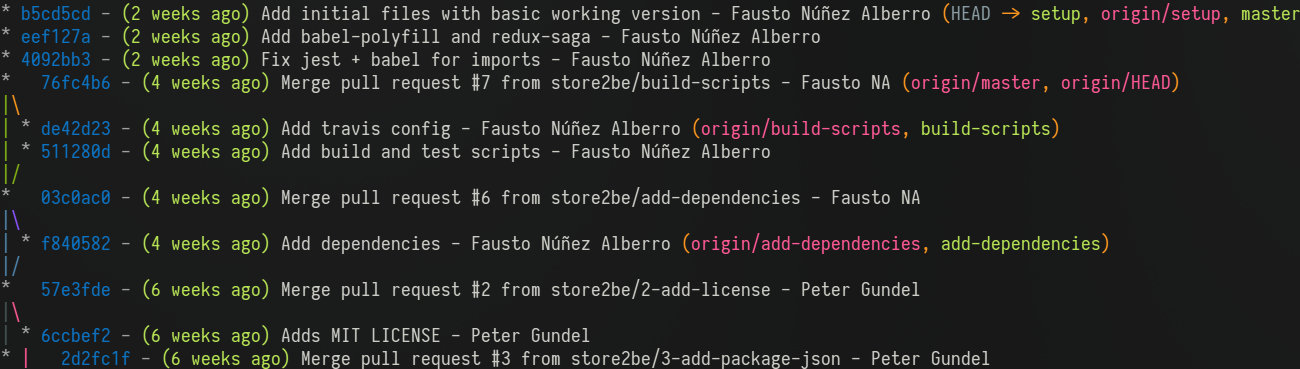 * b5cd5cd - (2 weeks ago) Add initial files with basic working version - Fausto Núñez Alberro (HEAD -> setup, origin/setup, master
* eef127a - (2 weeks ago) Add babel-polyfill and redux-saga - Fausto Núñez Alberro
* 4092bb3 - (2 weeks ago) Fix jest + babel for imports - Fausto Núñez Alberro
*   76fc4b6 - (4 weeks ago) Merge pull request #7 from store2be/build-scripts - Fausto NA (origin/master, origin/HEAD)
|\
| * de42d23 - (4 weeks ago) Add travis config - Fausto Núñez Alberro (origin/build-scripts, build-scripts)
| * 511280d - (4 weeks ago) Add build and test scripts - Fausto Núñez Alberro
|/
*   03c0ac0 - (4 weeks ago) Merge pull request #6 from store2be/add-dependencies - Fausto NA
|\
| * f840582 - (4 weeks ago) Add dependencies - Fausto Núñez Alberro (origin/add-dependencies, add-dependencies)
|/
*   57e3fde - (6 weeks ago) Merge pull request #2 from store2be/2-add-license - Peter Gundel
|\
| * 6ccbef2 - (6 weeks ago) Adds MIT LICENSE - Peter Gundel
* |   2d2fc1f - (6 weeks ago) Merge pull request #3 from store2be/3-add-package-json - Peter Gundel